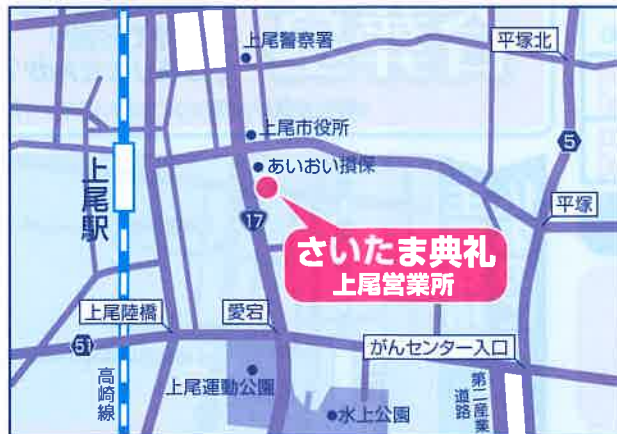 上尾警察署
平塚北
上尾市役所
5
あいおい損保
上尾駅
17
平塚
さいたま典礼
上尾営業所
上尾陸橋
愛宕
51
がんセンター入口
高崎線
上尾運動公園
第二産業
道路
水上公園